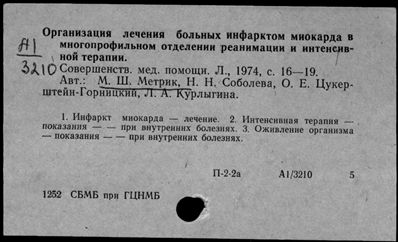 Организация лечения больных инфарктом миокарда в
многопрофильном отделении реанимации и интенсив-
ной терапии.
А1
3210
Совершенств. мед. помощи. Л., 1974, с. 16—19.
Авт.: М. Ш. Метрик, Н. Н. Соболева, О. Е. Цукер-
штейн-Горницкий, Л. А. Курлыгина.
1. Инфаркт миокарда — лечение. 2. Интенсивная терапия —
показания — — при внутренних болезнях. 3. Оживление организма
— показания — — при внутренних болезнях.
П-2-2а А1/3210 5
1252 СБМБ при ГЦНМБ